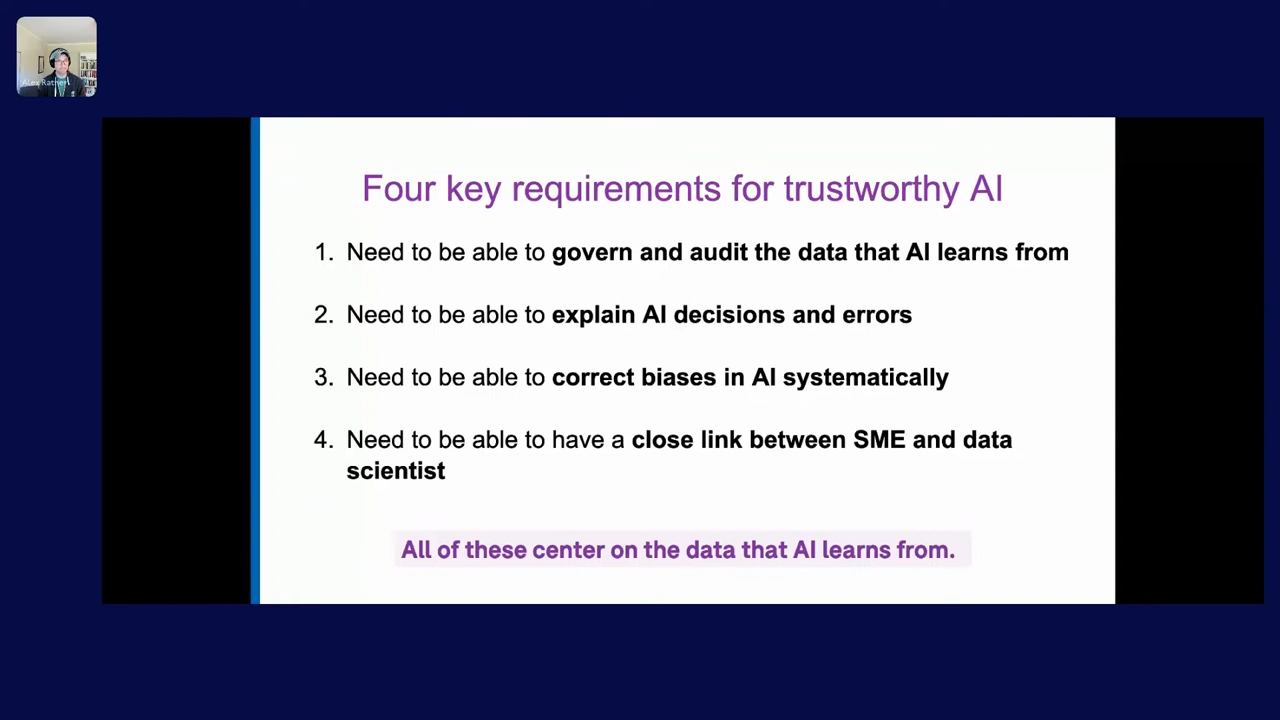 Alex Ratner
Four key requirements for trustworthy AI
1. Need to be able to govern and audit the data that AI learns from
2. Need to be able to explain AI decisions and errors
3. Need to be able to correct biases in AI systematically
4. Need to be able to have a close link between SME and data
scientist
All of these center on the data that AI learns from.